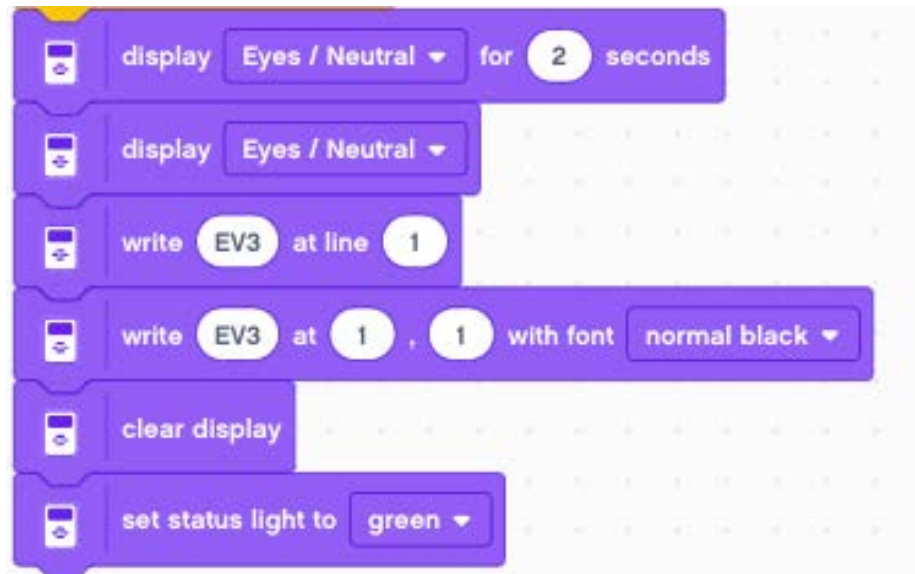 display Eyes / Neutral for 2 seconds
display Eyes / Neutral
write EV3 at line 1
write EV3 at 1 , 1 with font normal black
clear display
set status light to green